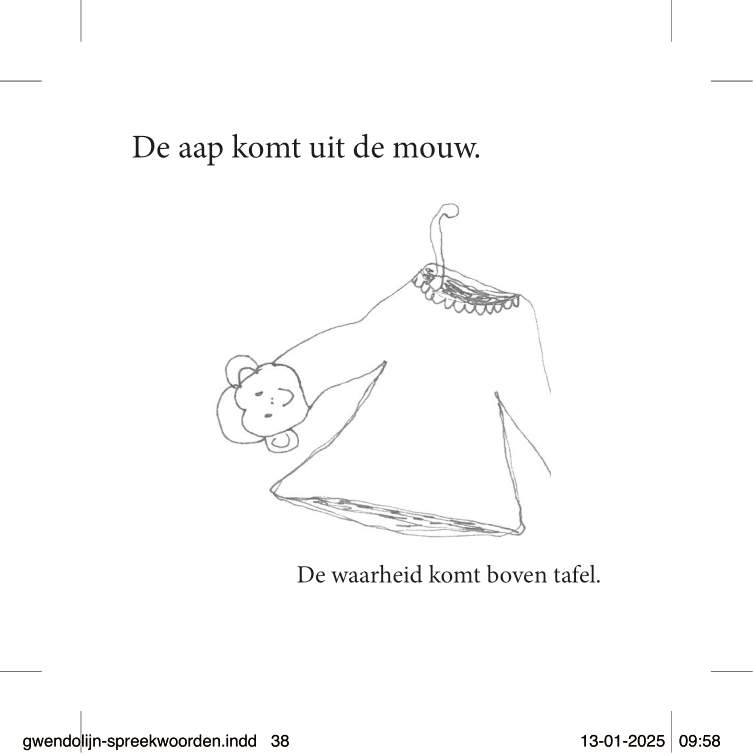 De aap komt uit de mouw.
De waarheid komt boven tafel.
gwendolijn-spreekwoorden.indd 38 13-01-2025 09:58